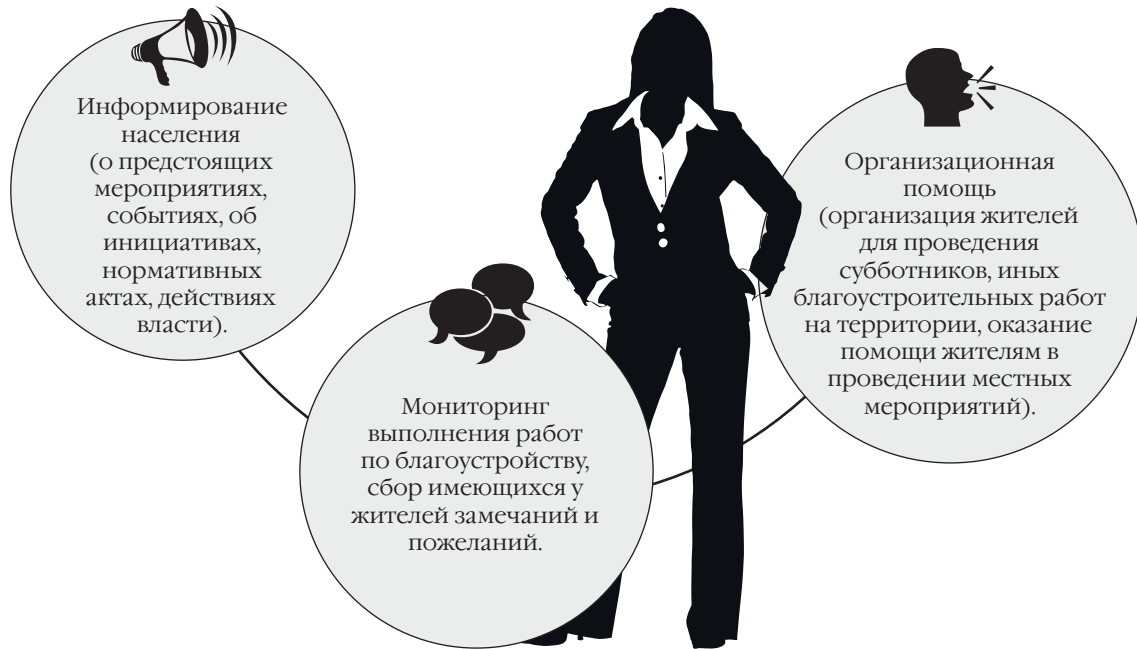 Информирование
населения
(о предстоящих
мероприятиях,
событиях, об
инициативах,
нормативных
актах, действиях
власти).
Мониторинг
выполнения работ
по благоустройству,
сбор имеющихся у
жителей замечаний и
пожеланий.
Организационная
помощь
(организация жителей
для проведения
субботников, иных
благоустроительных работ
на территории, оказание
помощи жителям в
проведении местных
мероприятий).